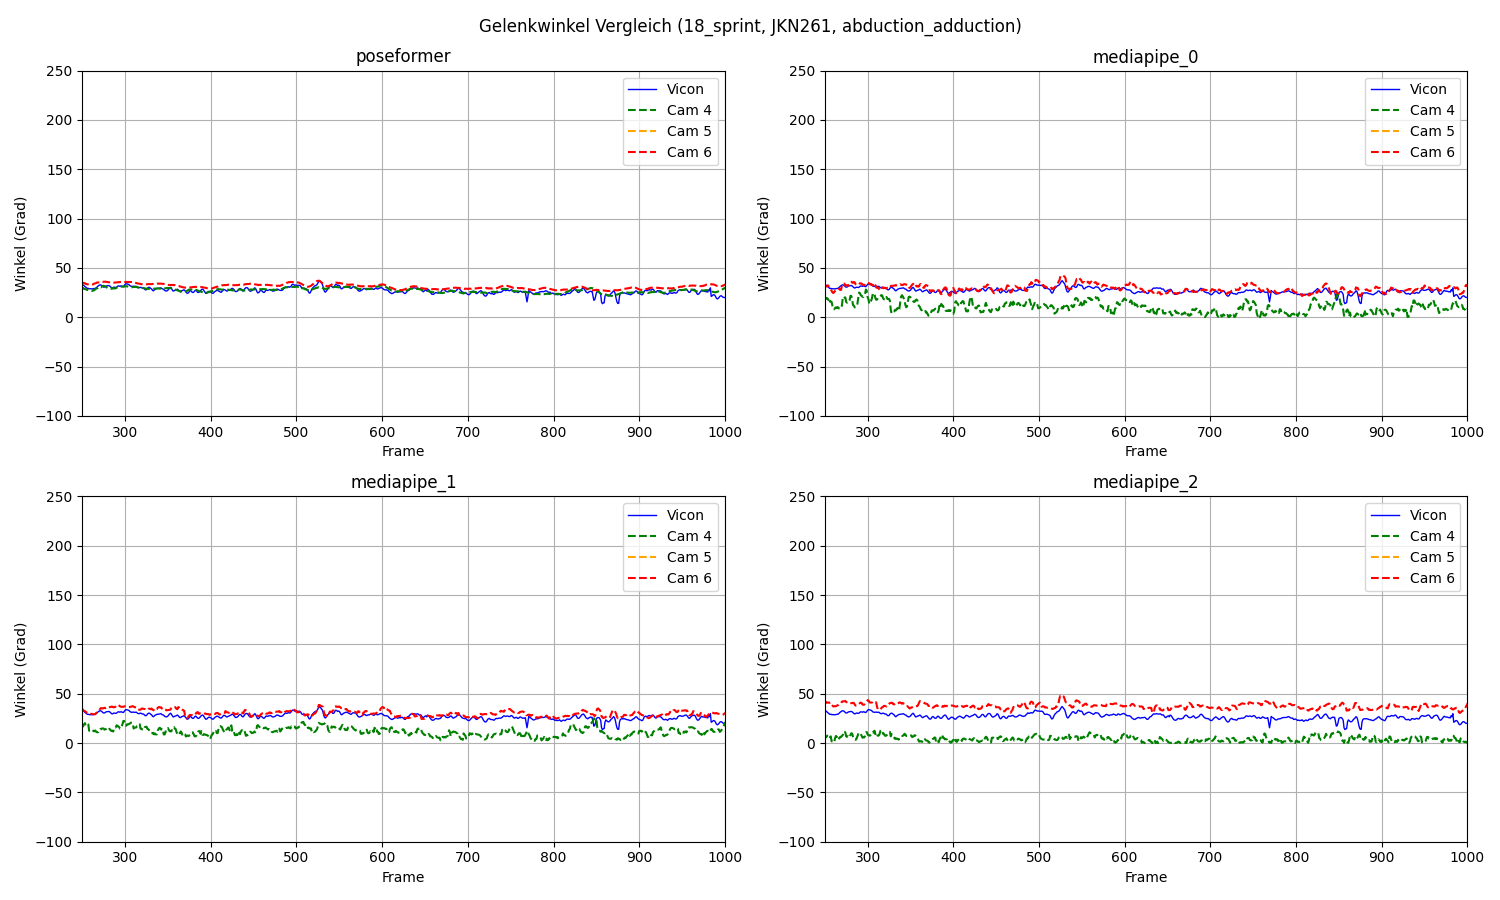 Gelenkwinkel Vergleich (18_sprint, JKN261, abduction_adduction)
poseformer
250
200
150
100
50
0
−50
−100
Winkel (Grad)
300 400 500 600 700 800 900 1000
Frame
Vicon
Cam 4
Cam 5
Cam 6
mediapipe_0
250
200
150
100
50
0
−50
−100
Winkel (Grad)
300 400 500 600 700 800 900 1000
Frame
Vicon
Cam 4
Cam 5
Cam 6
mediapipe_1
250
200
150
100
50
0
−50
−100
Winkel (Grad)
300 400 500 600 700 800 900 1000
Frame
Vicon
Cam 4
Cam 5
Cam 6
mediapipe_2
250
200
150
100
50
0
−50
−100
Winkel (Grad)
300 400 500 600 700 800 900 1000
Frame
Vicon
Cam 4
Cam 5
Cam 6